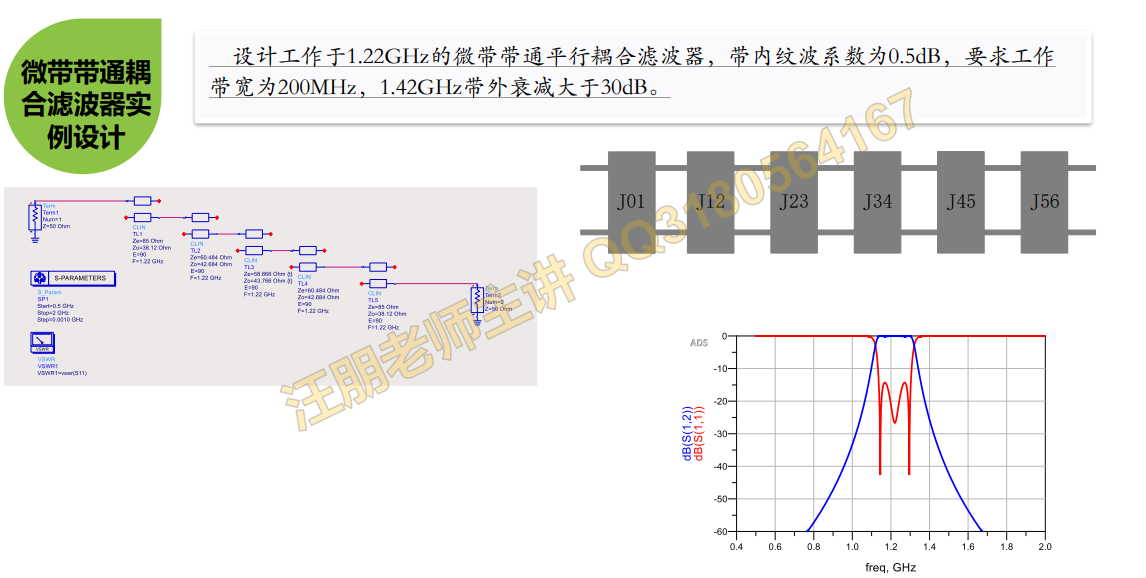 微带带通耦
合滤波器实
例设计
设计工作于1.22GHz的微带带通平行耦合滤波器，带内纹波系数为0.5dB，要求工作
带宽为200MHz，1.42GHz带外衰减大于30dB。
J01 J12 J23 J34 J45 J56
Term
Term1
Num=1
Z=50 Ohm
CLIN
TL1
Ze=85 Ohm
Zo=38.12 Ohm
E=90
F=1.22 GHz
CLIN
TL2
Ze=60.484 Ohm
Zo=42.684 Ohm
E=90
F=1.22 GHz
CLIN
TL3
Ze=58.866 Ohm {t}
Zo=43.766 Ohm {t}
E=90
F=1.22 GHz
CLIN
TL4
Ze=60.484 Ohm
Zo=42.684 Ohm
E=90
F=1.22 GHz
CLIN
TL5
Ze=85 Ohm
Zo=38.12 Ohm
E=90
F=1.22 GHz
Term
Term2
Num=2
Z=50 Ohm
S-PARAMETERS
S_Param
SP1
Start=0.5 GHz
Stop=2 GHz
Step=0.0010 GHz
VSWR
VSWR
VSWR1
VSWR1=vswr(S11)
汪朋老师主讲 QQ3180564167
ADS
dB(S(1,2))
dB(S(1,1))
0
-10
-20
-30
-40
-50
-60
0.4 0.6 0.8 1.0 1.2 1.4 1.6 1.8 2.0
freq, GHz